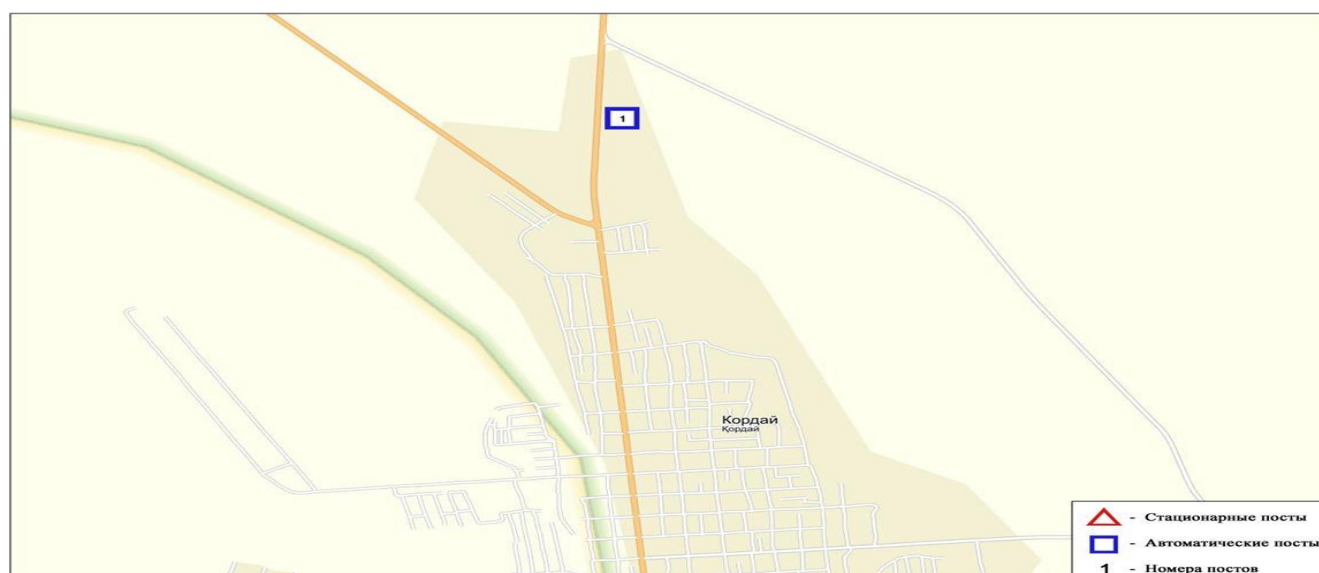 1
Кордай
Қордай
- Стационарные посты
- Автоматические посты
1 - Номера постов